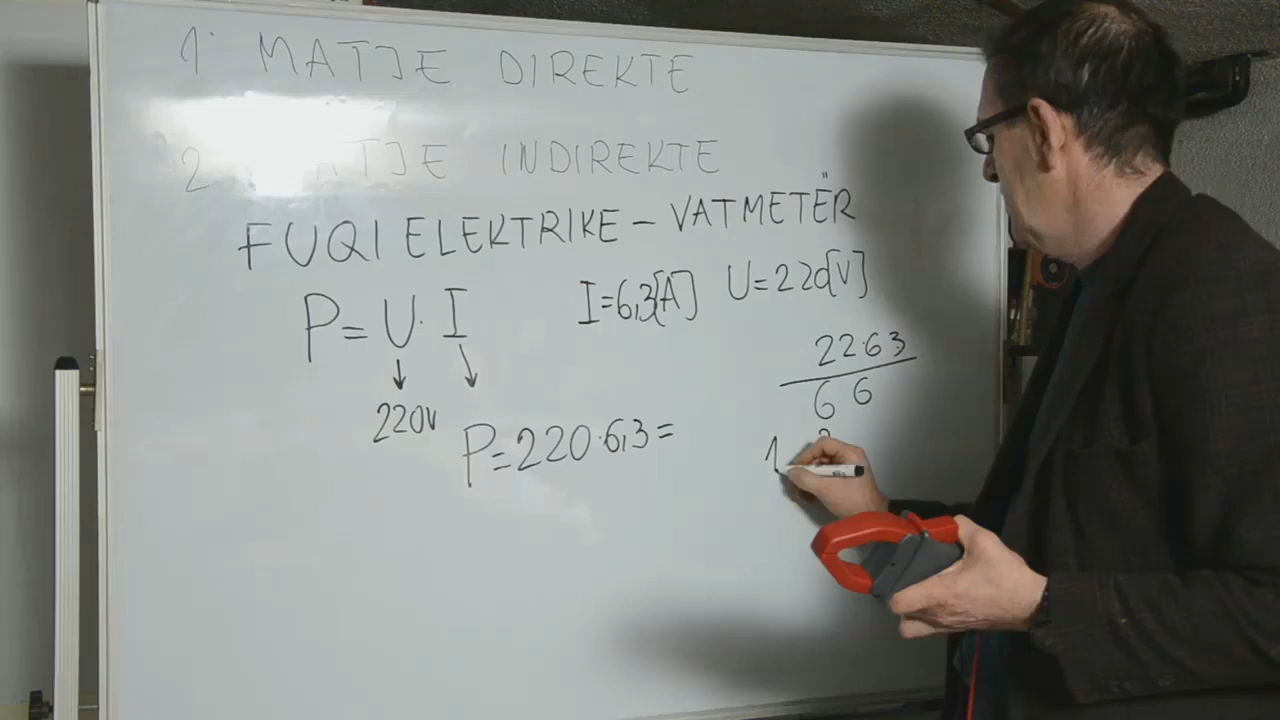 1. MATJE DIREKTE
2 MATJE INDIREKTE
FUQI ELEKTRIKE – VATMETËR
P=U·I I=6,3[A] U=220[V]
220V
P=220·6,3=
22·63
66
1